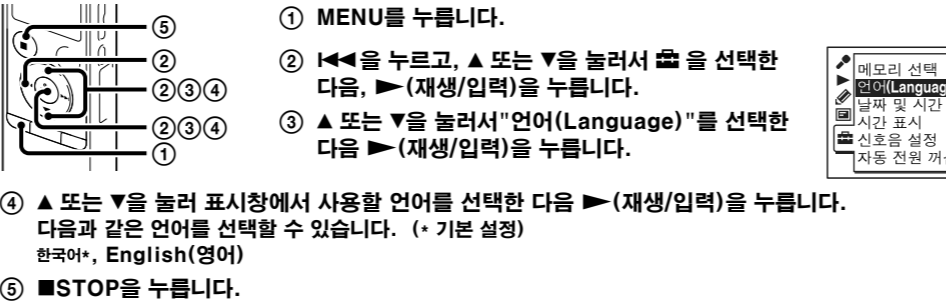 ⑤
②
②③④
②③④
①
① MENU를 누릅니다.
② I◀◀을 누르고, ▲ 또는 ▼을 눌러서 을 선택한
다음, ▶(재생/입력)을 누릅니다.
③ ▲ 또는 ▼을 눌러서"언어(Language)"를 선택한
다음 ▶(재생/입력)을 누릅니다.
메모리 선택
언어(Languag
날짜 및 시간
시간 표시
신호음 설정
자동 전원 꺼
④ ▲ 또는 ▼을 눌러 표시창에서 사용할 언어를 선택한 다음 ▶(재생/입력)을 누릅니다.
다음과 같은 언어를 선택할 수 있습니다. (* 기본 설정)
한국어*, English(영어)
⑤ ■STOP을 누릅니다.